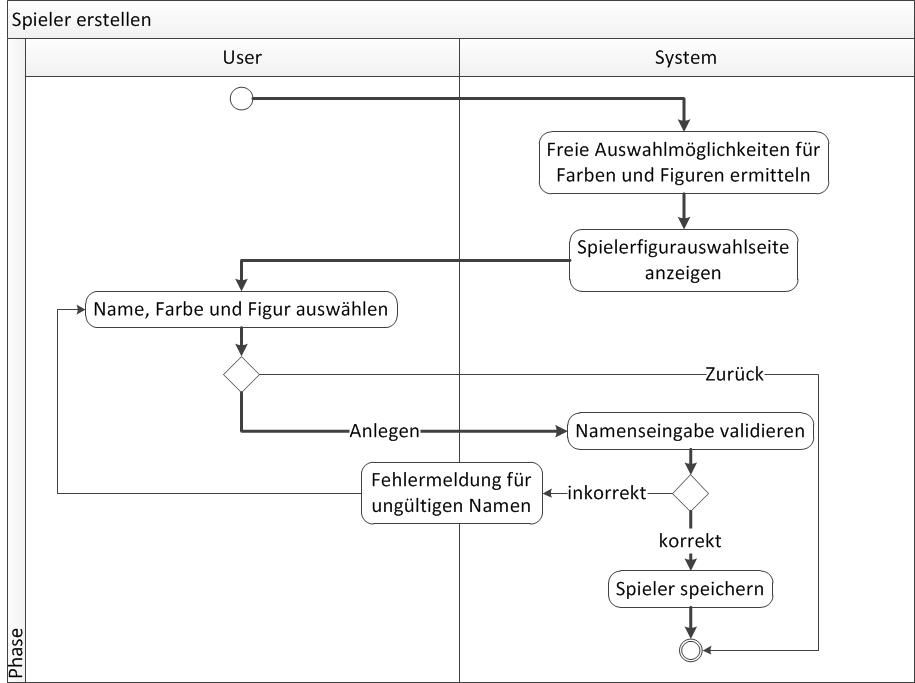 Spieler erstellen
User
System
Freie Auswahlmöglichkeiten für
Farben und Figuren ermitteln
Spielerfigurauswahlseite
anzeigen
Name, Farbe und Figur auswählen
Zurück
Anlegen
Namenseingabe validieren
Fehlermeldung für
ungültigen Namen
inkorrekt
korrekt
Spieler speichern
Phase